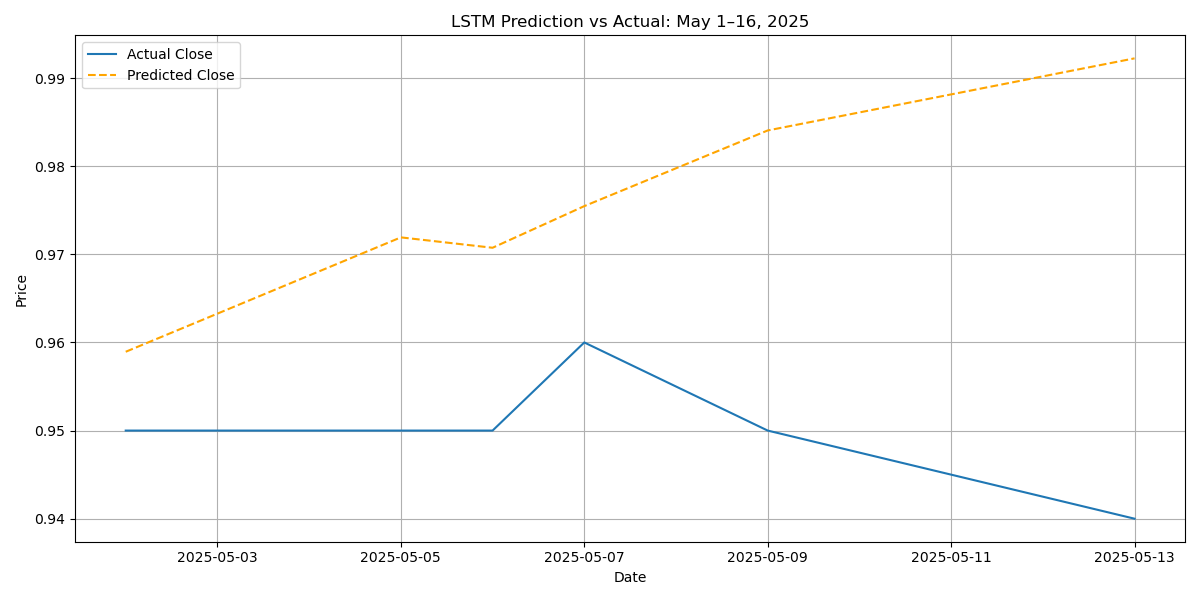 LSTM Prediction vs Actual: May 1–16, 2025
Actual Close
Predicted Close
Price
0.99
0.98
0.97
0.96
0.95
0.94
2025-05-03
2025-05-05
2025-05-07
2025-05-09
2025-05-11
2025-05-13
Date